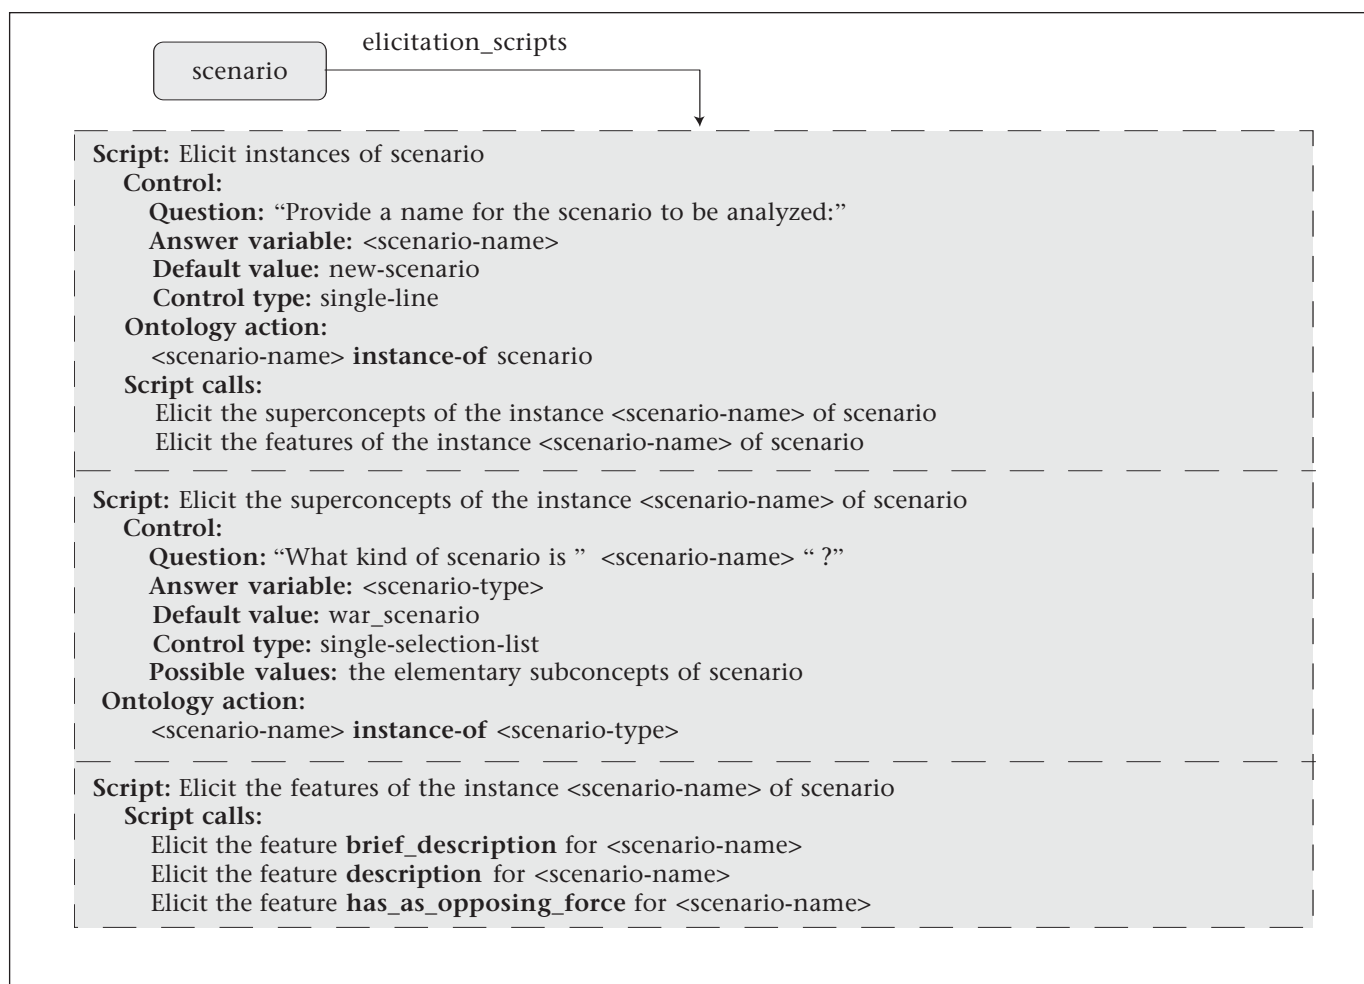 elicitation_scripts
scenario
Script: Elicit instances of scenario
Control:
Question: “Provide a name for the scenario to be analyzed:”
Answer variable: <scenario-name>
Default value: new-scenario
Control type: single-line
Ontology action:
<scenario-name> instance-of scenario
Script calls:
Elicit the superconcepts of the instance <scenario-name> of scenario
Elicit the features of the instance <scenario-name> of scenario
Script: Elicit the superconcepts of the instance <scenario-name> of scenario
Control:
Question: “What kind of scenario is ” <scenario-name> “ ?”
Answer variable: <scenario-type>
Default value: war_scenario
Control type: single-selection-list
Possible values: the elementary subconcepts of scenario
Ontology action:
<scenario-name> instance-of <scenario-type>
Script: Elicit the features of the instance <scenario-name> of scenario
Script calls:
Elicit the feature brief_description for <scenario-name>
Elicit the feature description for <scenario-name>
Elicit the feature has_as_opposing_force for <scenario-name>